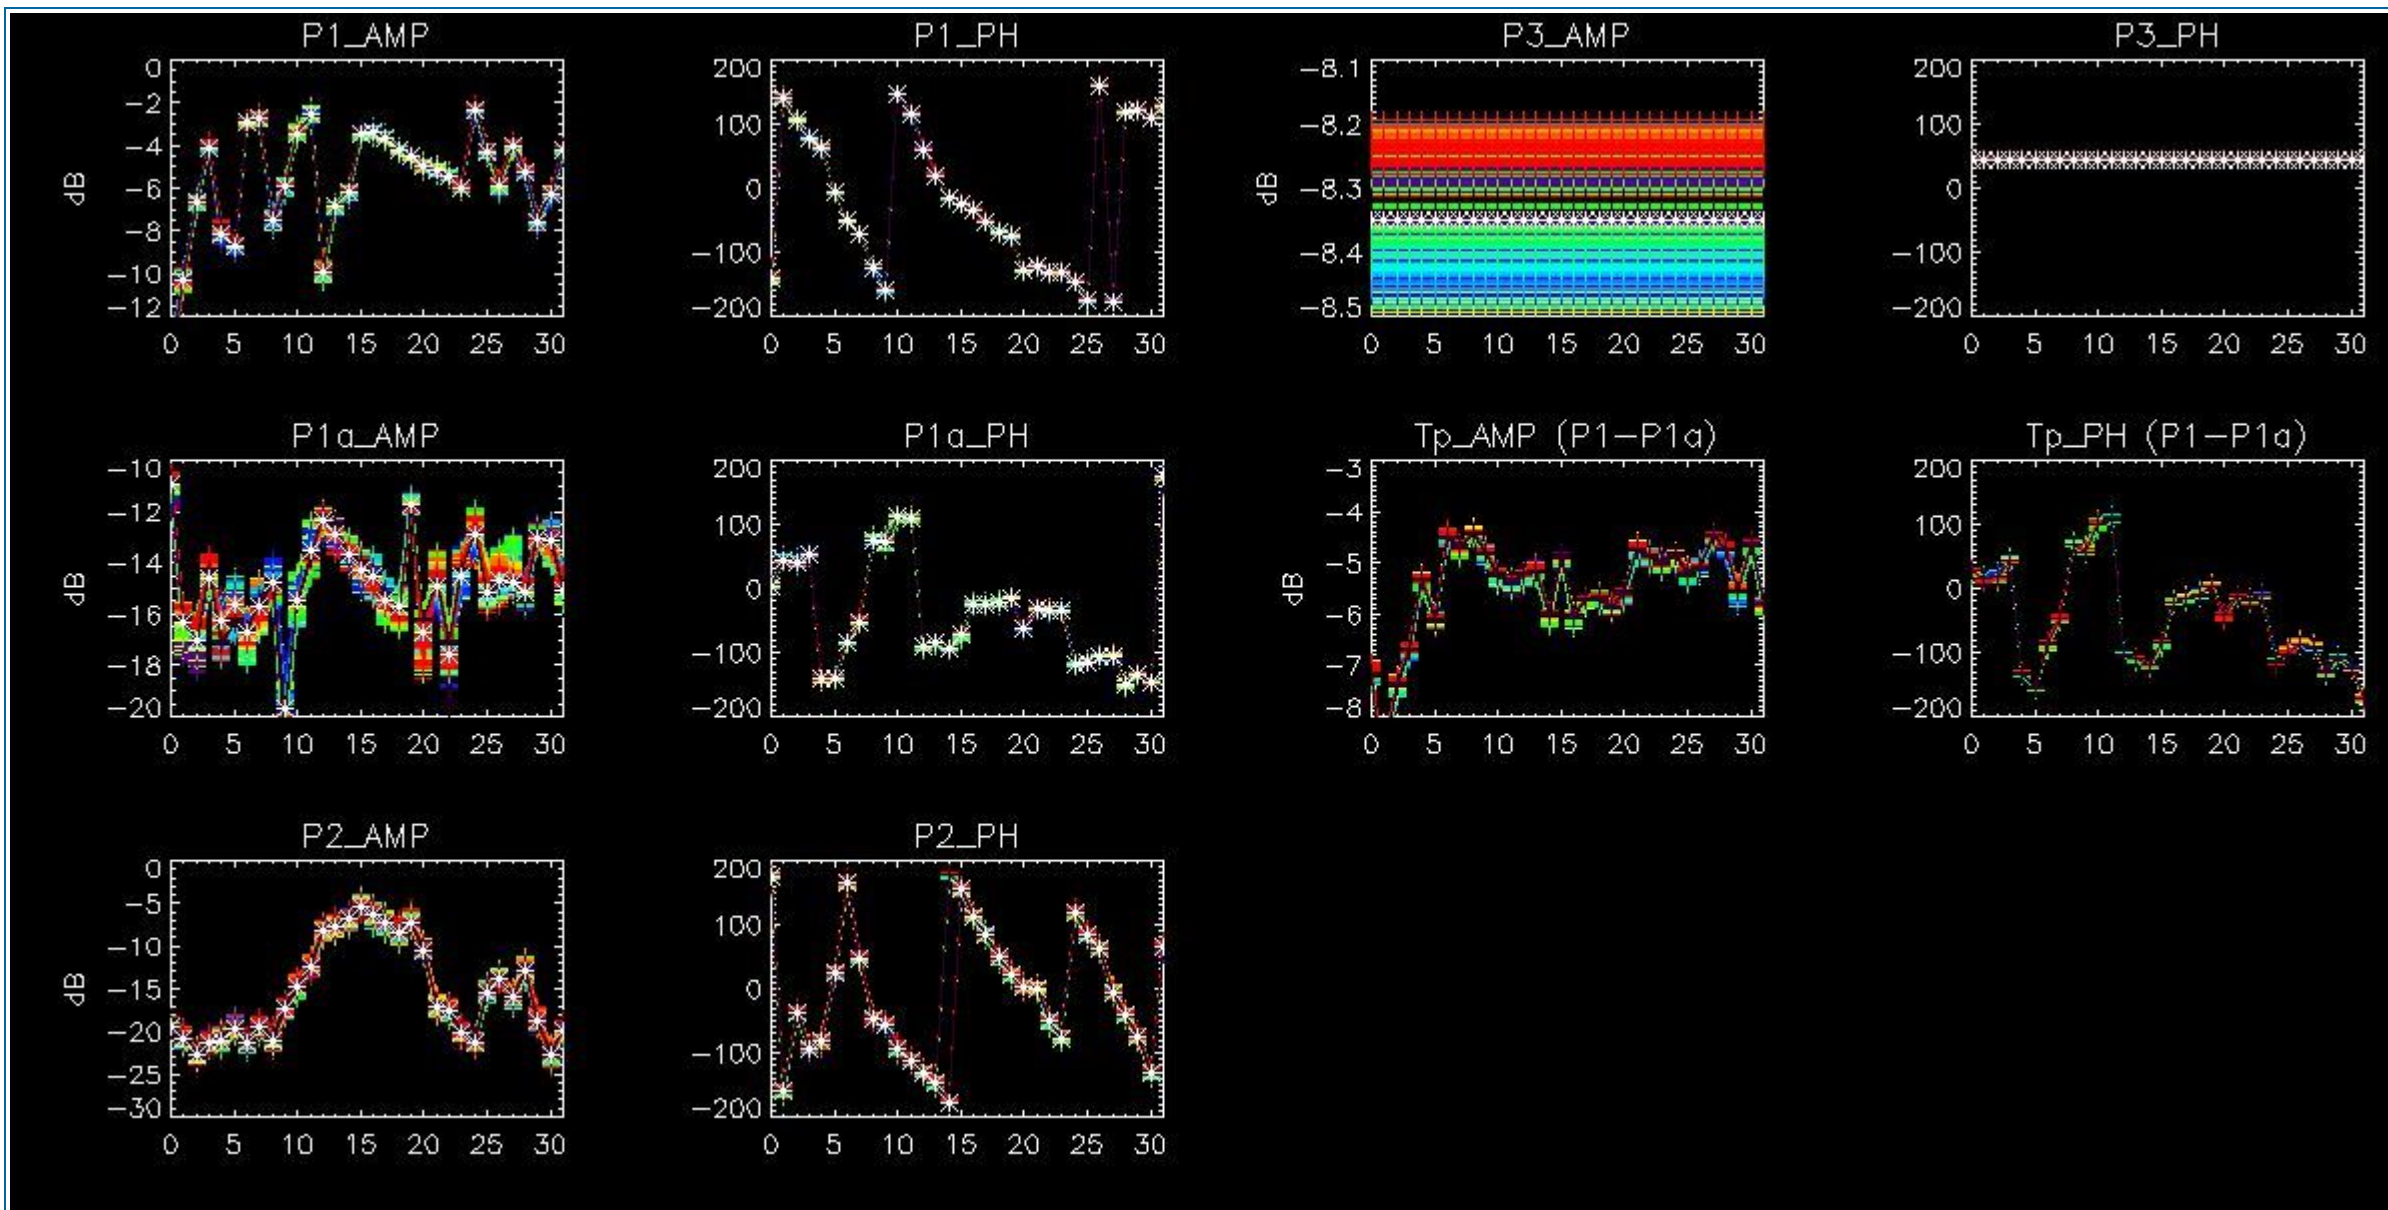 P1_AMP P1_PH P3_AMP P3_PH
0 200 -8.1 200
-2 100 -8.2 100
-4 0 -8.3 0
-6 -100 -8.4 -100
-8 -200 -8.5 -200
-10
-12
dB dB
0 5 10 15 20 25 30 0 5 10 15 20 25 30 0 5 10 15 20 25 30 0 5 10 15 20 25 30
P1a_AMP P1a_PH Tp_AMP (P1-P1a) Tp_PH (P1-P1a)
-10 200 -3 200
-12 100 -4 100
-14 0 -5 0
-16 -100 -6 -100
-18 -200 -7 -200
-20 -8
dB dB
0 5 10 15 20 25 30 0 5 10 15 20 25 30 0 5 10 15 20 25 30 0 5 10 15 20 25 30
P2_AMP P2_PH
0 200
-5 100
-10 0
-15 -100
-20 -200
-25
-30
dB
0 5 10 15 20 25 30 0 5 10 15 20 25 30